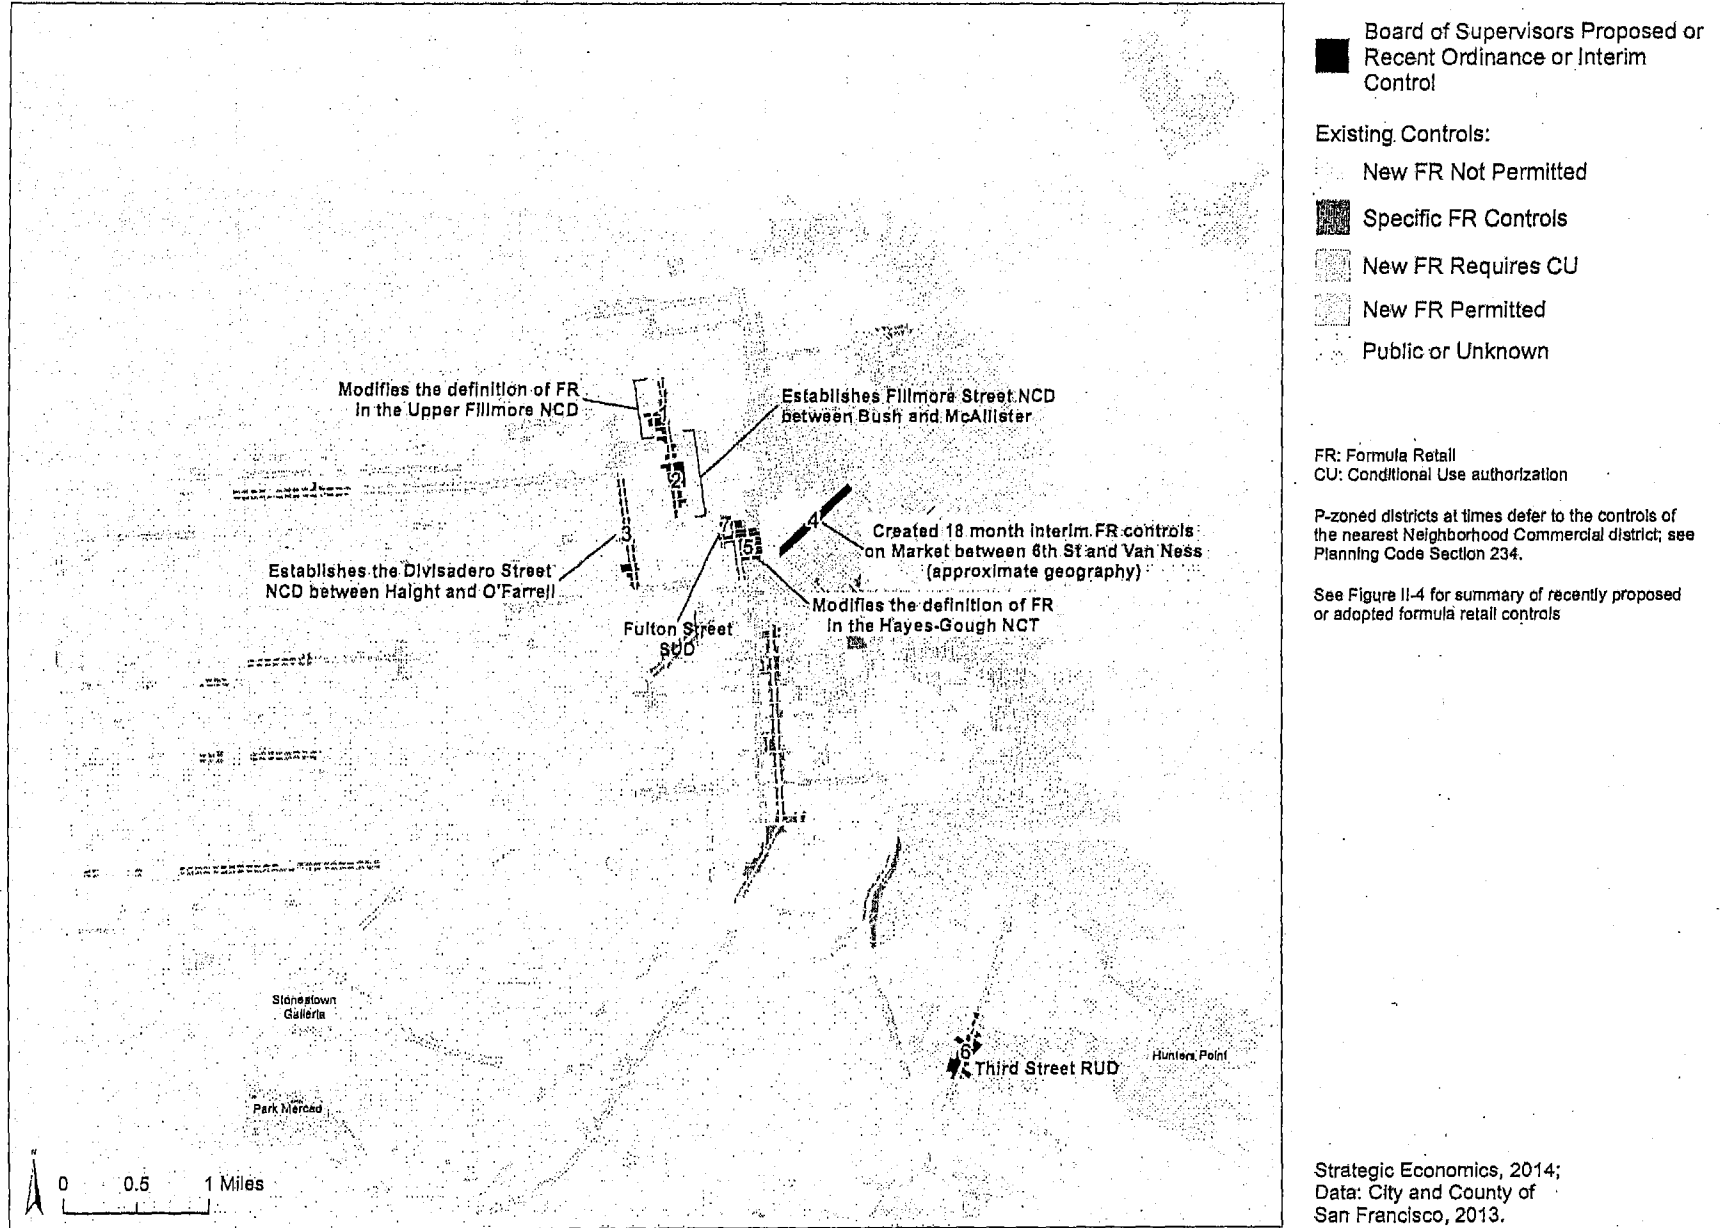 Board of Supervisors Proposed or
Recent Ordinance or Interim
Control
Existing Controls:
New FR Not Permitted
Specific FR Controls
New FR Requires CU
New FR Permitted
Public or Unknown
FR: Formula Retail
CU: Conditional Use authorization
P-zoned districts at times defer to the controls of
the nearest Neighborhood Commercial district; see
Planning Code Section 234.
See Figure II-4 for summary of recently proposed
or adopted formula retail controls
Modifies the definition of FR
in the Upper Fillmore NCD
Establishes Fillmore Street NCD
between Bush and McAllister
2
3
Establishes the Divisadero Street
NCD between Haight and O'Farrell
7
5
4
Created 18 month interim FR controls
on Market between 6th St and Van Ness
(approximate geography)
Modifies the definition of FR
in the Hayes-Gough NCT
Fulton Street
SUD
Stonestown
Galleria
Park Merced
6
Third Street RUD
Hunters Point
N
0 0.5 1 Miles
Strategic Economics, 2014;
Data: City and County of
San Francisco, 2013.